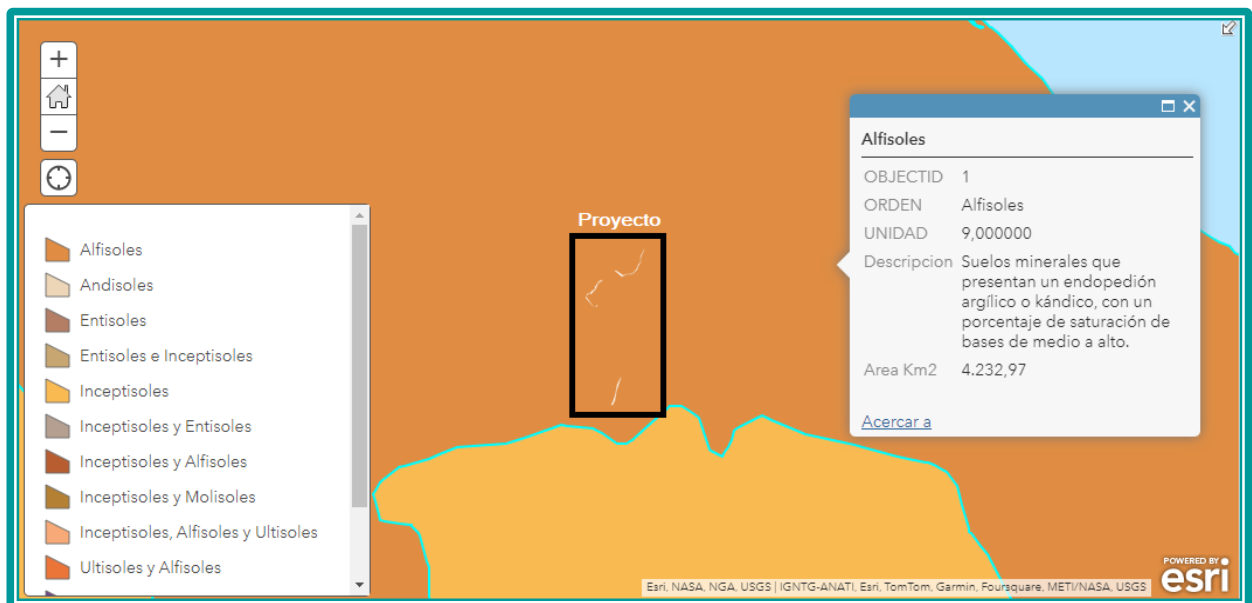 +
−
Alfisoles
Andisoles
Entisoles
Entisoles e Inceptisoles
Inceptisoles
Inceptisoles y Entisoles
Inceptisoles y Alfisoles
Inceptisoles y Molisoles
Inceptisoles, Alfisoles y Ultisoles
Ultisoles y Alfisoles
Proyecto
Alfisoles
OBJECTID 1
ORDEN Alfisoles
UNIDAD 9,000000
Descripcion Suelos minerales que
presentan un endopedión
argílico o kándico, con un
porcentaje de saturación de
bases de medio a alto.
Area Km2 4.232,97
Acercar a
Esri, NASA, NGA, USGS | IGNTG-ANATI, Esri, TomTom, Garmin, Foursquare, METI/NASA, USGS
POWERED BY
esri